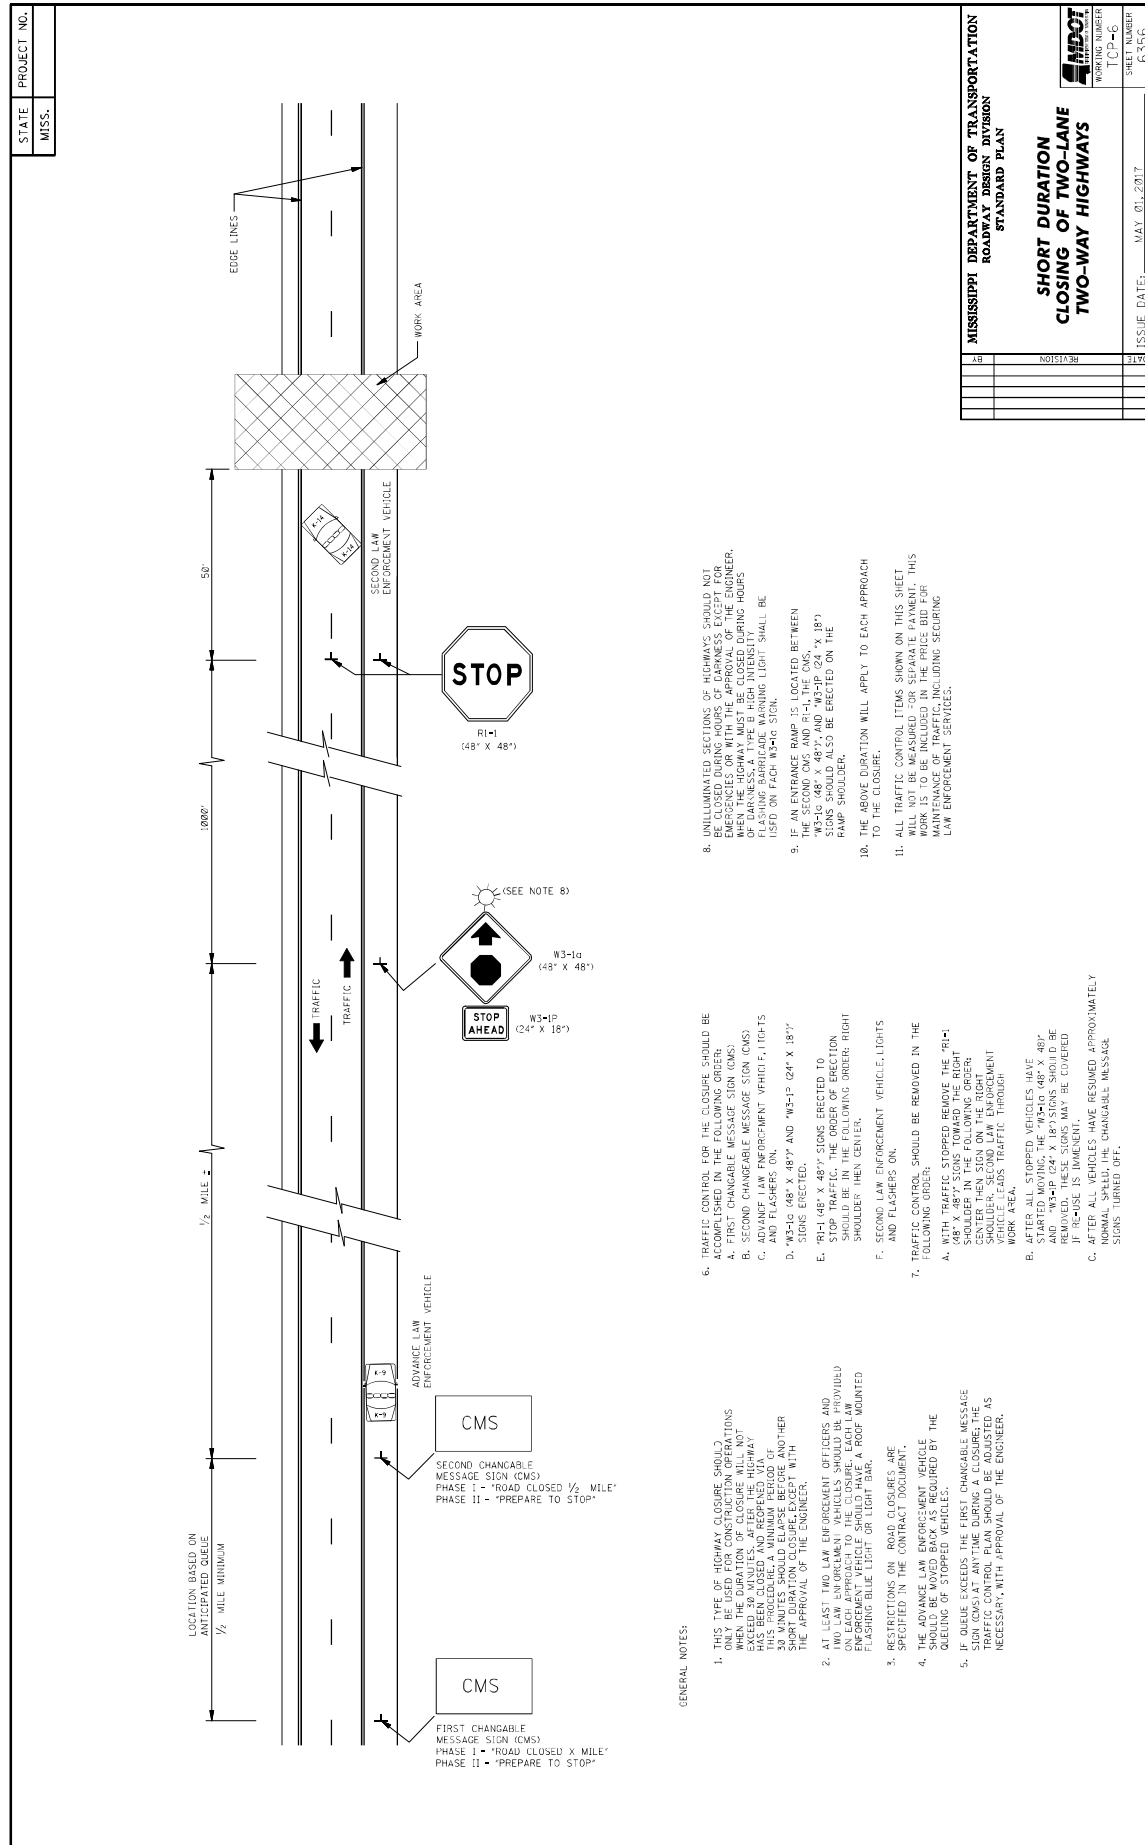 STATE PROJECT NO.
MISS.
EDGE LINES
WORK AREA
50'
SECOND LAW
ENFORCEMENT VEHICLE
K-14
K-14
STOP
R1-1
(48" X 48")
1000'
(SEE NOTE 8)
W3-1a
(48" X 48")
STOP
AHEAD
W3-1P
(24" X 18")
TRAFFIC
TRAFFIC
1/2 MILE ±
ADVANCE LAW
ENFORCEMENT VEHICLE
K-9
K-9
CMS
SECOND CHANGABLE
MESSAGE SIGN (CMS)
PHASE I - "ROAD CLOSED 1/2 MILE"
PHASE II - "PREPARE TO STOP"
LOCATION BASED ON
ANTICIPATED QUEUE
1/2 MILE MINIMUM
CMS
FIRST CHANGABLE
MESSAGE SIGN (CMS)
PHASE I - "ROAD CLOSED X MILE"
PHASE II - "PREPARE TO STOP"
GENERAL NOTES:
1. THIS TYPE OF HIGHWAY CLOSURE SHOULD
ONLY BE USED FOR CONSTRUCTION OPERATIONS
WHEN THE DURATION OF CLOSURE WILL NOT
EXCEED 30 MINUTES. AFTER THE HIGHWAY
HAS BEEN CLOSED AND REOPENED VIA
THIS PROCEDURE, A MINIMUM PERIOD OF
30 MINUTES SHOULD ELAPSE BEFORE ANOTHER
SHORT DURATION CLOSURE, EXCEPT WITH
THE APPROVAL OF THE ENGINEER.
2. AT LEAST TWO LAW ENFORCEMENT OFFICERS AND
TWO LAW ENFORCEMENT VEHICLES SHOULD BE PROVIDED
ON EACH APPROACH TO THE CLOSURE. EACH LAW
ENFORCEMENT VEHICLE SHOULD HAVE A ROOF MOUNTED
FLASHING BLUE LIGHT OR LIGHT BAR.
3. RESTRICTIONS ON ROAD CLOSURES ARE
SPECIFIED IN THE CONTRACT DOCUMENT.
4. THE ADVANCE LAW ENFORCEMENT VEHICLE
SHOULD BE MOVED BACK AS REQUIRED BY THE
QUEUING OF STOPPED VEHICLES.
5. IF QUEUE EXCEEDS THE FIRST CHANGABLE MESSAGE
SIGN (CMS) AT ANYTIME DURING A CLOSURE, THE
TRAFFIC CONTROL PLAN SHOULD BE ADJUSTED AS
NECESSARY, WITH APPROVAL OF THE ENGINEER.
6. TRAFFIC CONTROL FOR THE CLOSURE SHOULD BE
ACCOMPLISHED IN THE FOLLOWING ORDER:
A. FIRST CHANGABLE MESSAGE SIGN (CMS)
B. SECOND CHANGEABLE MESSAGE SIGN (CMS)
C. ADVANCE LAW ENFORCEMENT VEHICLE, LIGHTS
AND FLASHERS ON.
D. "W3-1a (48" X 48")" AND "W3-1P (24" X 18")"
SIGNS ERECTED.
E. "R1-1 (48" X 48")" SIGNS ERECTED TO
STOP TRAFFIC. THE ORDER OF ERECTION
SHOULD BE IN THE FOLLOWING ORDER: RIGHT
SHOULDER THEN CENTER.
F. SECOND LAW ENFORCEMENT VEHICLE, LIGHTS
AND FLASHERS ON.
7. TRAFFIC CONTROL SHOULD BE REMOVED IN THE
FOLLOWING ORDER:
A. WITH TRAFFIC STOPPED REMOVE THE "R1-1
(48" X 48")" SIGNS TOWARD THE RIGHT
SHOULDER IN THE FOLLOWING ORDER:
CENTER THEN SIGN ON THE RIGHT
SHOULDER. SECOND LAW ENFORCEMENT
VEHICLE LEADS TRAFFIC THROUGH
WORK AREA.
B. AFTER ALL STOPPED VEHICLES HAVE
STARTED MOVING, THE "W3-1a (48" X 48)"
AND "W3-1P (24" X 18") SIGNS SHOULD BE
REMOVED. THESE SIGNS MAY BE COVERED
IF RE-USE IS IMMENENT.
C. AFTER ALL VEHICLES HAVE RESUMED APPROXIMATELY
NORMAL SPEED, THE CHANGABLE MESSAGE
SIGNS TURNED OFF.
8. UNILLUMINATED SECTIONS OF HIGHWAYS SHOULD NOT
BE CLOSED DURING HOURS OF DARKNESS EXCEPT FOR
EMERGENCIES OR WITH THE APPROVAL OF THE ENGINEER.
WHEN THE HIGHWAY MUST BE CLOSED DURING HOURS
OF DARKNESS, A TYPE B HIGH INTENSITY
FLASHING BARRICADE WARNING LIGHT SHALL BE
USED ON EACH W3-1a SIGN.
9. IF AN ENTRANCE RAMP IS LOCATED BETWEEN
THE SECOND CMS AND R1-1, THE CMS,
"W3-1a (48" X 48")", AND "W3-1P (24 "X 18")
SIGNS SHOULD ALSO BE ERECTED ON THE
RAMP SHOULDER.
10. THE ABOVE DURATION WILL APPLY TO EACH APPROACH
TO THE CLOSURE.
11. ALL TRAFFIC CONTROL ITEMS SHOWN ON THIS SHEET
WILL NOT BE MEASURED FOR SEPARATE PAYMENT. THIS
WORK IS TO BE INCLUDED IN THE PRICE BID FOR
MAINTENANCE OF TRAFFIC, INCLUDING SECURING
LAW ENFORCEMENT SERVICES.
BY
REVISION
DATE
MISSISSIPPI DEPARTMENT OF TRANSPORTATION
ROADWAY DESIGN DIVISION
STANDARD PLAN
SHORT DURATION
CLOSING OF TWO-LANE
TWO-WAY HIGHWAYS
MDOT
WORKING NUMBER
TCP-6
SHEET NUMBER
6356
ISSUE DATE: MAY 01, 2017